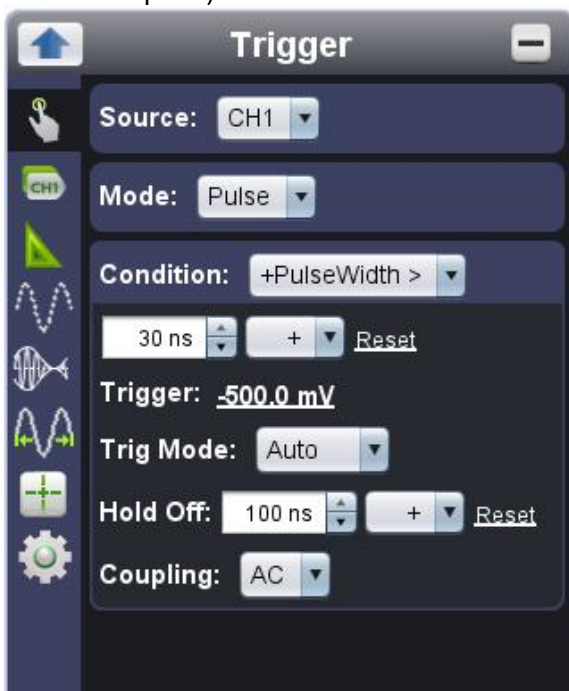 Trigger
Source: CH1
CH1
Mode: Pulse
Condition: +PulseWidth >
30 ns + Reset
Trigger: -500.0 mV
Trig Mode: Auto
Hold Off: 100 ns + Reset
Coupling: AC